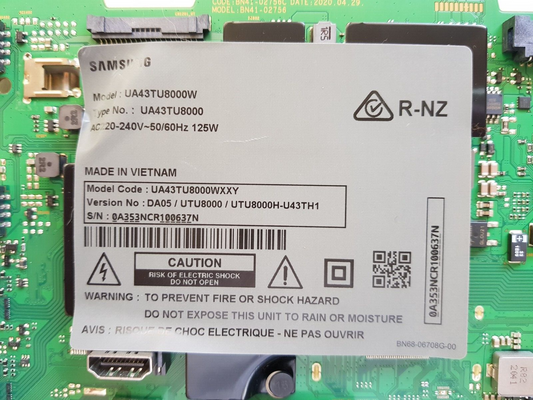 CODE:BN41-02756C DATE:2020.04.29.
MODEL:BN41-02756
SAMSUNG
Model : UA43TU8000W
Type No. : UA43TU8000
AC220-240V~50/60Hz 125W
R-NZ
MADE IN VIETNAM
Model Code : UA43TU8000WXXY
Version No : DA05 / UTU8000 / UTU8000H-U43TH1
S/N : 0A353NCR100637N
CAUTION
RISK OF ELECTRIC SHOCK
DO NOT OPEN
0A353NCR100637N
WARNING : TO PREVENT FIRE OR SHOCK HAZARD
DO NOT EXPOSE THIS UNIT TO RAIN OR MOISTURE
AVIS : RISQUE DE CHOC ELECTRIQUE - NE PAS OUVRIR
BN68-06708G-00
R02
2041